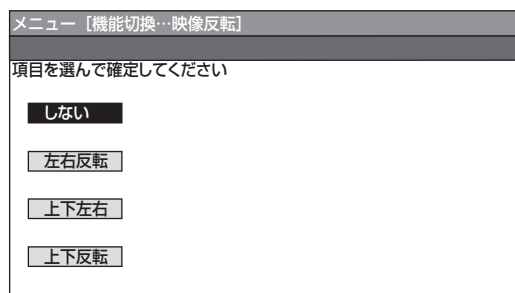 メニュー［機能切換…映像反転］
項目を選んで確定してください
しない
左右反転
上下左右
上下反転